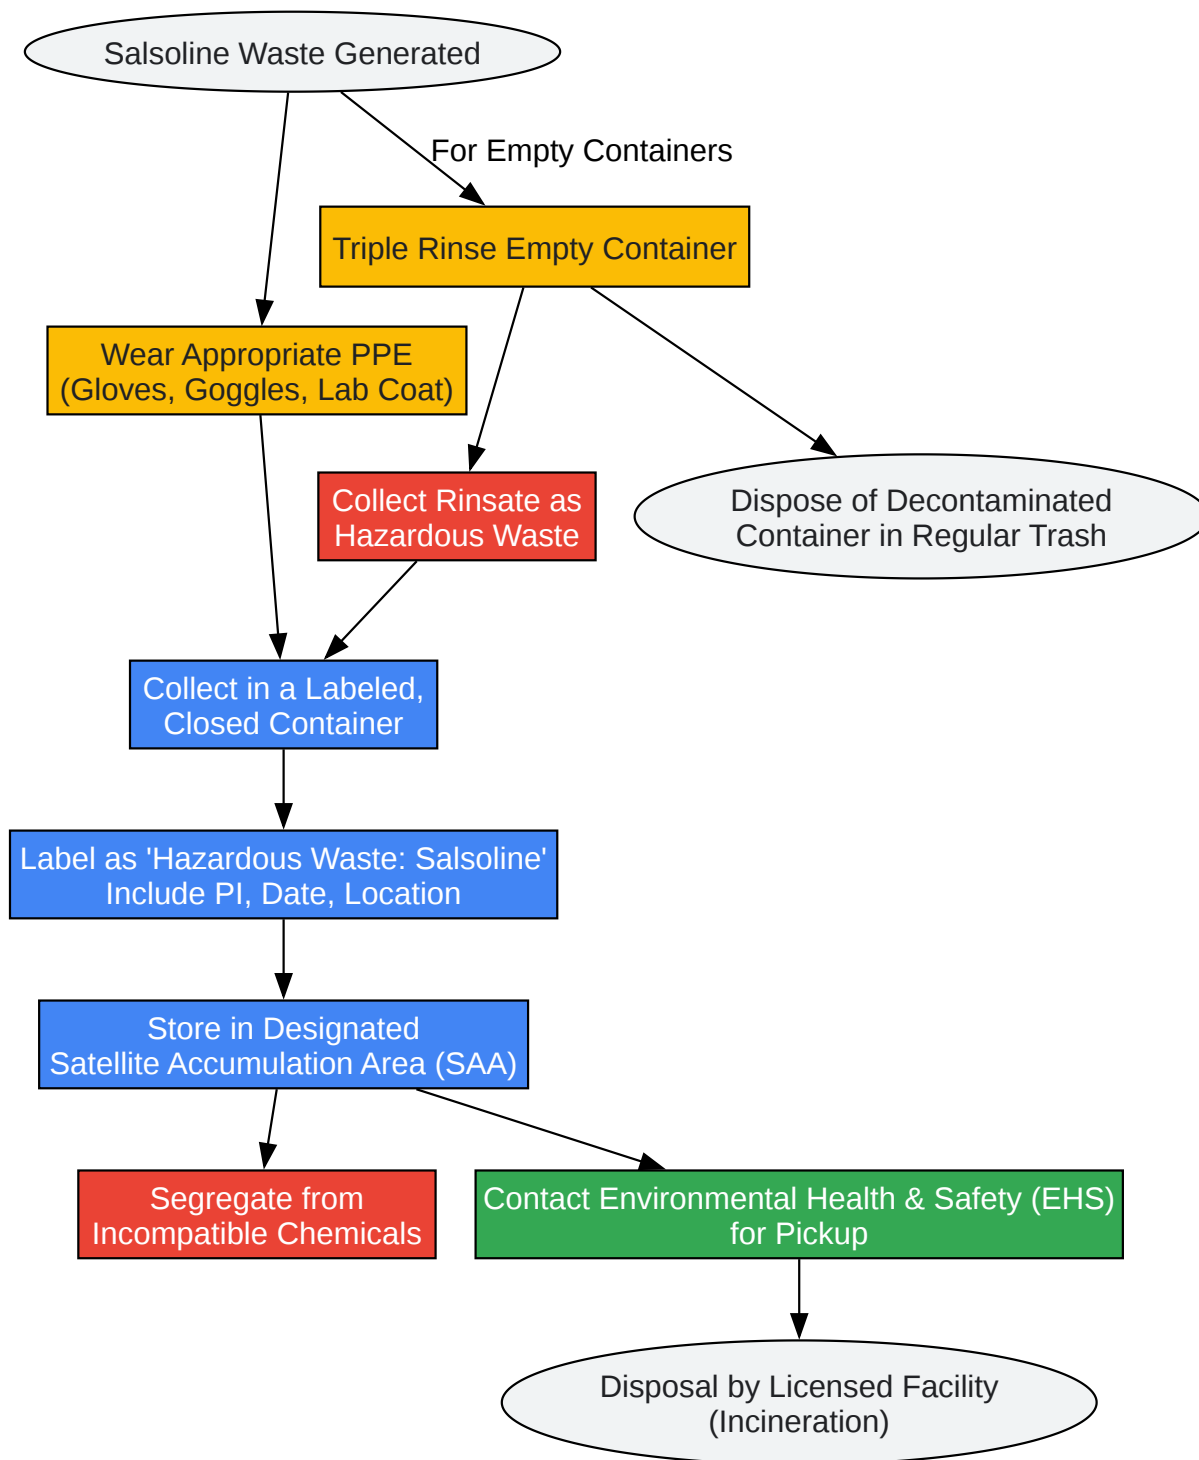 Salsoline Waste Generated
For Empty Containers
Triple Rinse Empty Container
Wear Appropriate PPE
(Gloves, Goggles, Lab Coat)
Collect Rinsate as
Hazardous Waste
Dispose of Decontaminated
Container in Regular Trash
Collect in a Labeled,
Closed Container
Label as 'Hazardous Waste: Salsoline'
Include PI, Date, Location
Store in Designated
Satellite Accumulation Area (SAA)
Segregate from
Incompatible Chemicals
Contact Environmental Health & Safety (EHS)
for Pickup
Disposal by Licensed Facility
(Incineration)